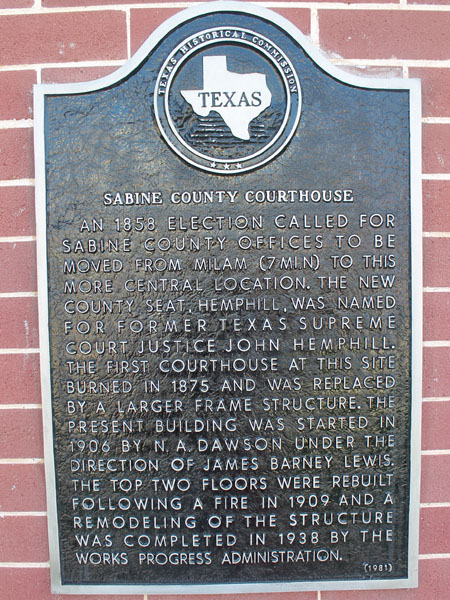 TEXAS HISTORICAL COMMISSION
TEXAS
SABINE COUNTY COURTHOUSE
AN 1858 ELECTION CALLED FOR
SABINE COUNTY OFFICES TO BE
MOVED FROM MILAM (7 MI.N) TO THIS
MORE CENTRAL LOCATION. THE NEW
COUNTY SEAT, HEMPHILL, WAS NAMED
FOR FORMER TEXAS SUPREME
COURT JUSTICE JOHN HEMPHILL.
THE FIRST COURTHOUSE AT THIS SITE
BURNED IN 1875 AND WAS REPLACED
BY A LARGER FRAME STRUCTURE. THE
PRESENT BUILDING WAS STARTED IN
1906 BY N. A. DAWSON UNDER THE
DIRECTION OF JAMES BARNEY LEWIS.
THE TOP TWO FLOORS WERE REBUILT
FOLLOWING A FIRE IN 1909 AND A
REMODELING OF THE STRUCTURE
WAS COMPLETED IN 1938 BY THE
WORKS PROGRESS ADMINISTRATION.
(1981)